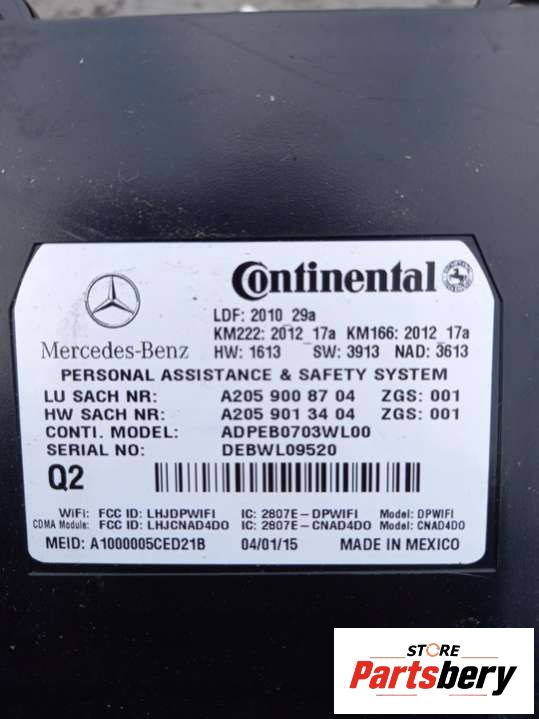 Continental
LDF: 2010_29a
KM222: 2012_17a KM166: 2012_17a
Mercedes-Benz HW: 1613 SW: 3913 NAD: 3613
PERSONAL ASSISTANCE & SAFETY SYSTEM
LU SACH NR: A205 900 87 04 ZGS: 001
HW SACH NR: A205 901 34 04 ZGS: 001
CONTI. MODEL: ADPEB0703WL00
SERIAL NO: DEBWL09520
Q2
WiFi: FCC ID: LHJDPWIFI IC: 2807E-DPWIFI Model: DPWIFI
CDMA Module: FCC ID: LHJCNAD4DO IC: 2807E-CNAD4DO Model: CNAD4DO
MEID: A1000005CED21B 04/01/15 MADE IN MEXICO
STORE
Partsbery